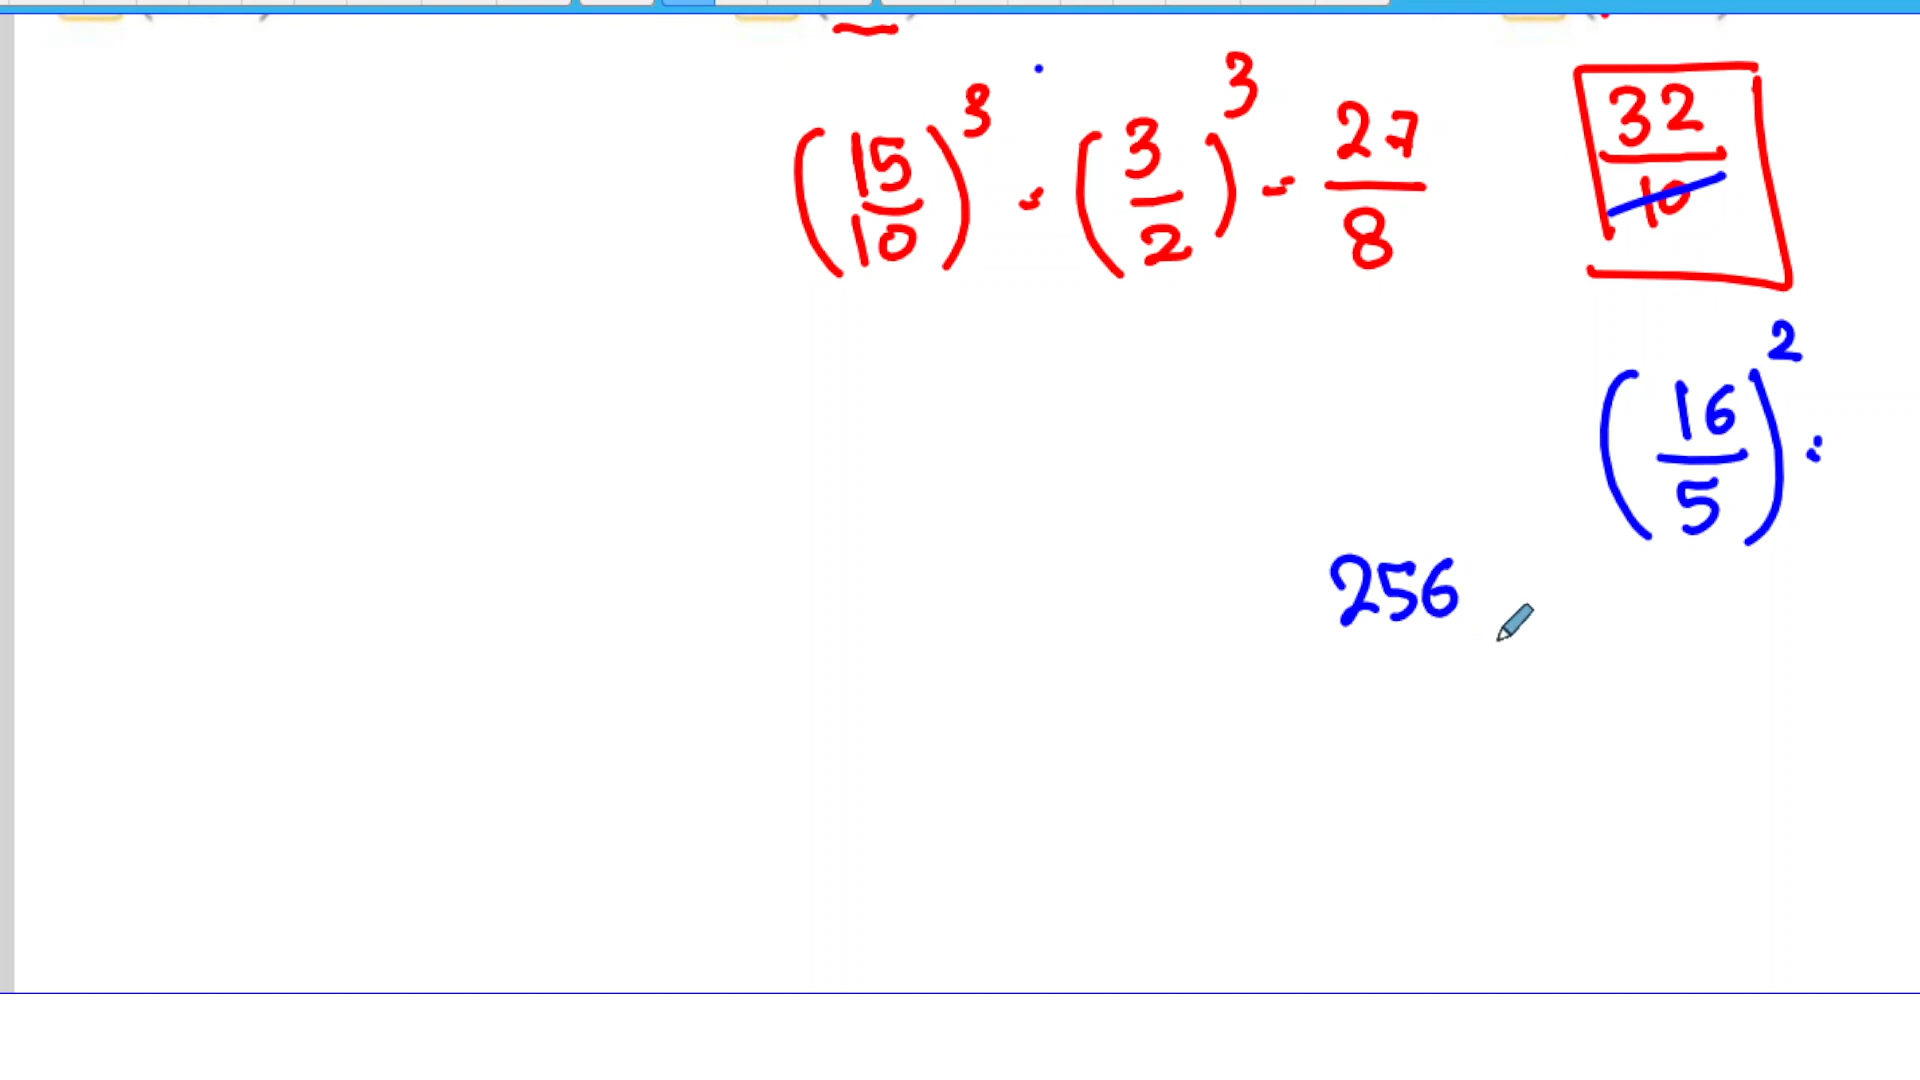 (15/10)³ = (3/2)³ = 27/8
32/10
(16/5)² =
256